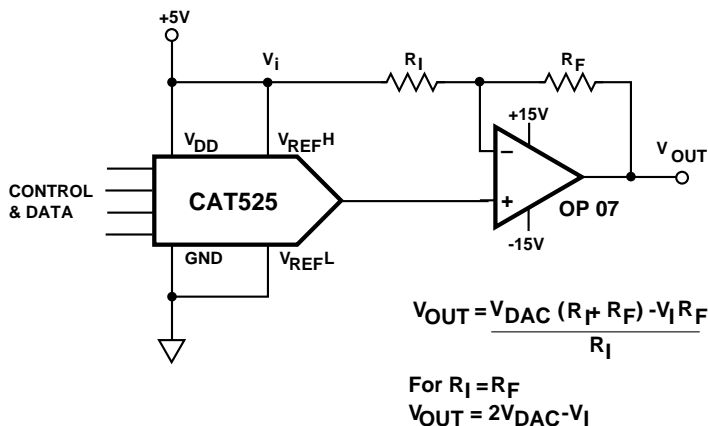 +5V
Vi
RI
RF
+15V
VDD
VREFH
VOUT
CONTROL
& DATA
CAT525
–
+
OP 07
-15V
GND
VREFL
VOUT = VDAC (RI+ RF) -VI RF
RI
For RI = RF
VOUT = 2VDAC-VI